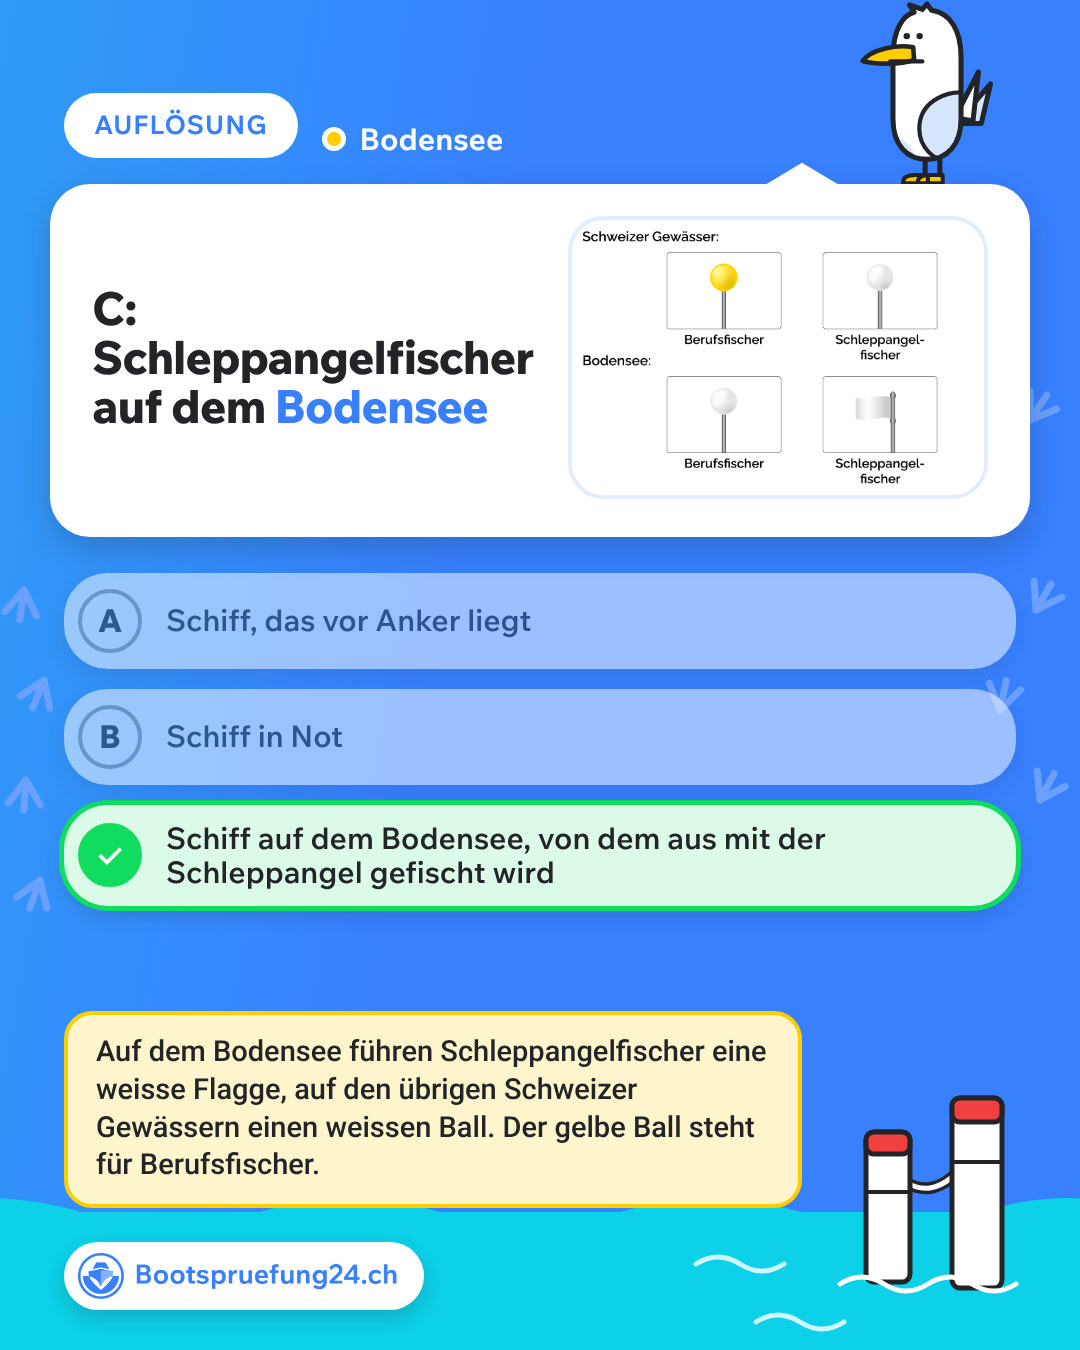 AUFLÖSUNG
Bodensee
C:
Schleppangelfischer
auf dem Bodensee
Schweizer Gewässer:
Berufsfischer
Schleppangel-
fischer
Bodensee:
Berufsfischer
Schleppangel-
fischer
A Schiff, das vor Anker liegt
B Schiff in Not
Schiff auf dem Bodensee, von dem aus mit der
Schleppangel gefischt wird
Auf dem Bodensee führen Schleppangelfischer eine
weisse Flagge, auf den übrigen Schweizer
Gewässern einen weissen Ball. Der gelbe Ball steht
für Berufsfischer.
Bootspruefung24.ch